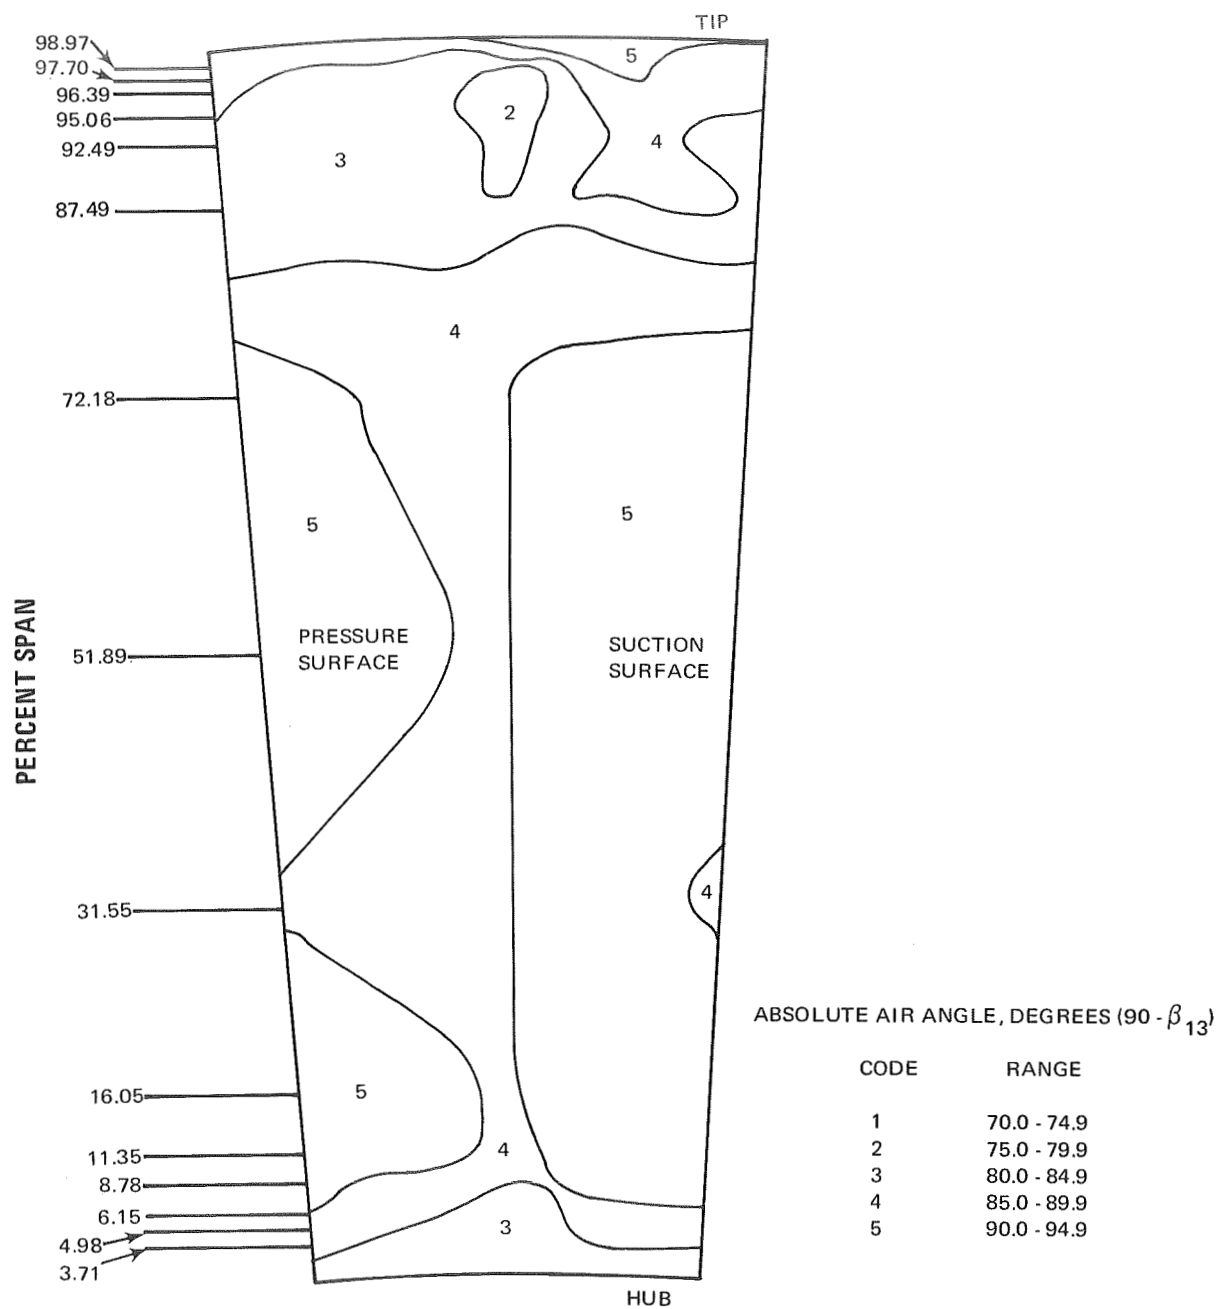 TIP
98.97
97.70
96.39
95.06
92.49
87.49
72.18
51.89
31.55
16.05
11.35
8.78
6.15
4.98
3.71
PERCENT SPAN
5
2
4
3
4
5
5
PRESSURE
SURFACE
SUCTION
SURFACE
4
5
4
3
HUB
ABSOLUTE AIR ANGLE, DEGREES (90 - β13)
CODE RANGE
1 70.0 - 74.9
2 75.0 - 79.9
3 80.0 - 84.9
4 85.0 - 89.9
5 90.0 - 94.9